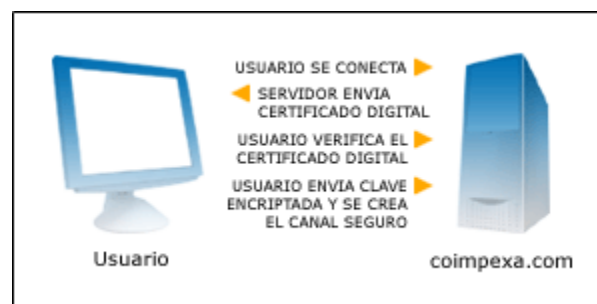 USUARIO SE CONECTA
SERVIDOR ENVIA
CERTIFICADO DIGITAL
USUARIO VERIFICA EL
CERTIFICADO DIGITAL
USUARIO ENVIA CLAVE
ENCRIPTADA Y SE CREA
EL CANAL SEGURO
Usuario
coimpexa.com